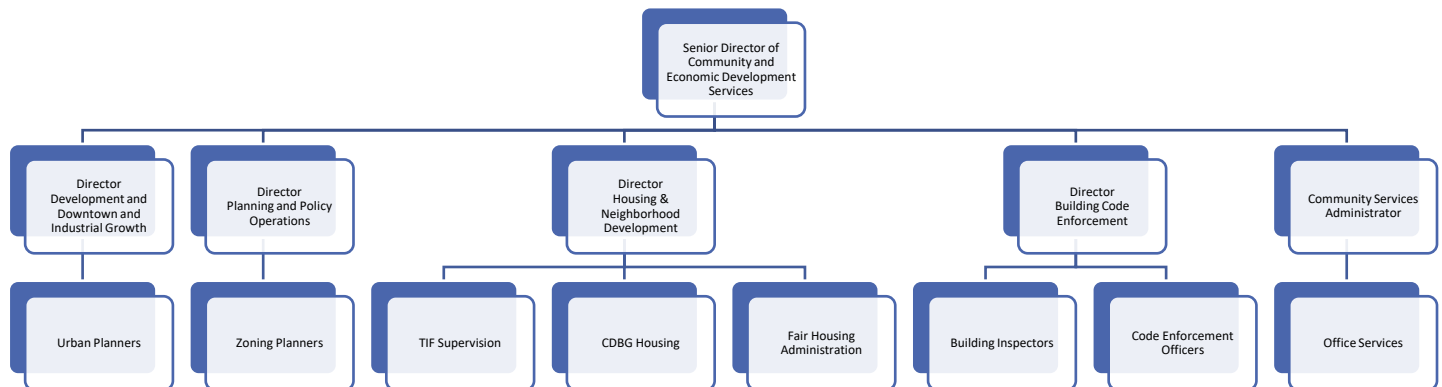 Senior Director of
Community and
Economic Development
Services
Director
Development and
Downtown and
Industrial Growth
Director
Planning and Policy
Operations
Director
Housing &
Neighborhood
Development
Director
Building Code
Enforcement
Community Services
Administrator
Urban Planners
Zoning Planners
TIF Supervision
CDBG Housing
Fair Housing
Administration
Building Inspectors
Code Enforcement
Officers
Office Services